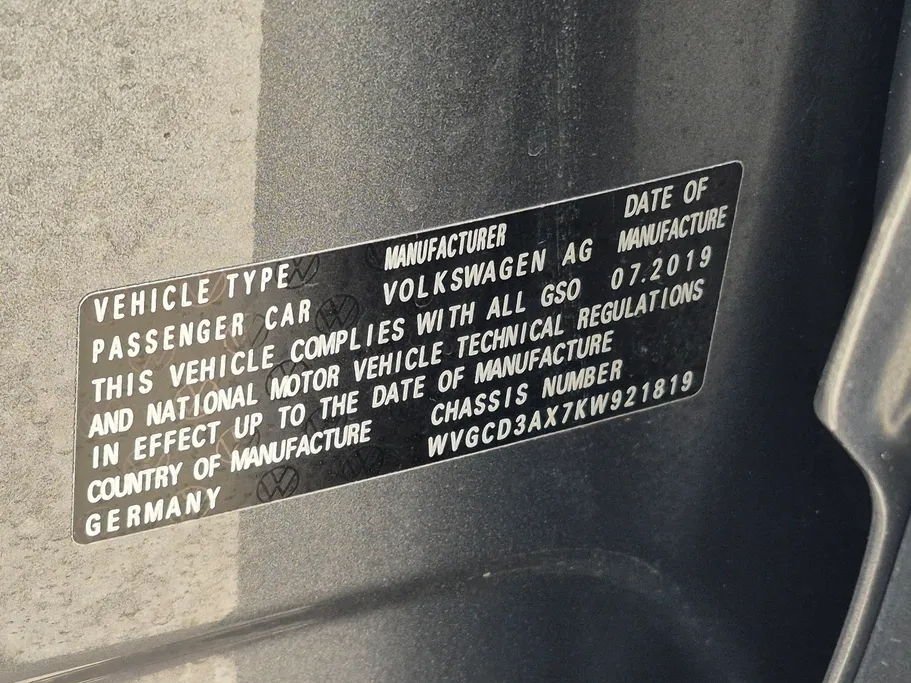 VEHICLE TYPE MANUFACTURER DATE OF MANUFACTURE
PASSENGER CAR VOLKSWAGEN AG 07.2019
THIS VEHICLE COMPLIES WITH ALL GSO
AND NATIONAL MOTOR VEHICLE TECHNICAL REGULATIONS
IN EFFECT UP TO THE DATE OF MANUFACTURE
COUNTRY OF MANUFACTURE CHASSIS NUMBER
GERMANY WVGCD3AX7KW921819